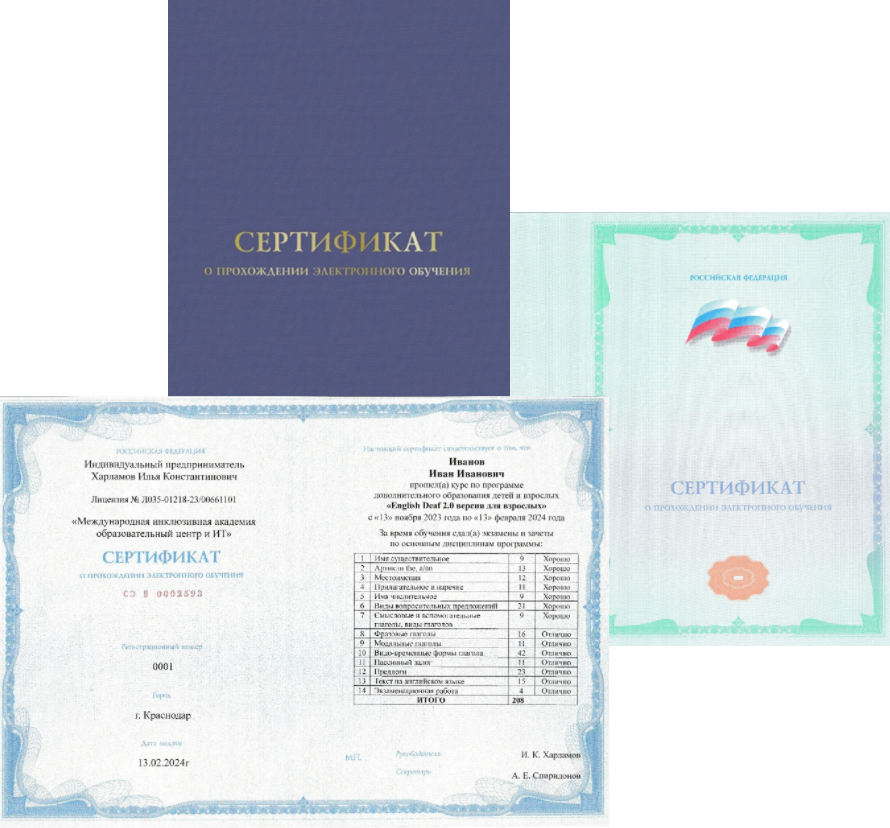 СЕРТИФИКАТ
О ПРОХОЖДЕНИИ ЭЛЕКТРОННОГО ОБУЧЕНИЯ
РОССИЙСКАЯ ФЕДЕРАЦИЯ
СЕРТИФИКАТ
О ПРОХОЖДЕНИИ ЭЛЕКТРОННОГО ОБУЧЕНИЯ
РОССИЙСКАЯ ФЕДЕРАЦИЯ
Индивидуальный предприниматель
Харламов Илья Константинович
Лицензия № Л035-01218-23/00661101
«Международная инклюзивная академия
образовательный центр и ИТ»
СЕРТИФИКАТ
О ПРОХОЖДЕНИИ ЭЛЕКТРОННОГО ОБУЧЕНИЯ
СЭ № 0002593
Регистрационный номер
0001
Город
г. Краснодар
Дата выдачи
13.02.2024г
Настоящий сертификат свидетельствует о том, что
Иванов
Иван Иванович
прошел(а) курс по программе
дополнительного образования детей и взрослых
«English Deaf 2.0 версия для взрослых»
с «13» ноября 2023 года по «13» февраля 2024 года
За время обучения сдал(а) экзамены и зачеты
по основным дисциплинам программы:
1 Имя существительное 9 Хорошо
2 Артикли the, a/an 13 Хорошо
3 Местоимения 12 Хорошо
4 Прилагательное и наречие 11 Хорошо
5 Имя числительное 9 Хорошо
6 Виды вопросительных предложений 21 Хорошо
7 Смысловые и вспомогательные 9 Хорошо
глаголы, виды глаголов
8 Фразовые глаголы 16 Отлично
9 Модальные глаголы 11 Отлично
10 Видо-временные формы глагола 42 Отлично
11 Пассивный залог 11 Отлично
12 Предлоги 23 Отлично
13 Текст на английском языке 15 Отлично
14 Экзаменационная работа 4 Отлично
ИТОГО 208
М.П.
Руководитель
И. К. Харламов
Секретарь
А. Е. Спиридонов